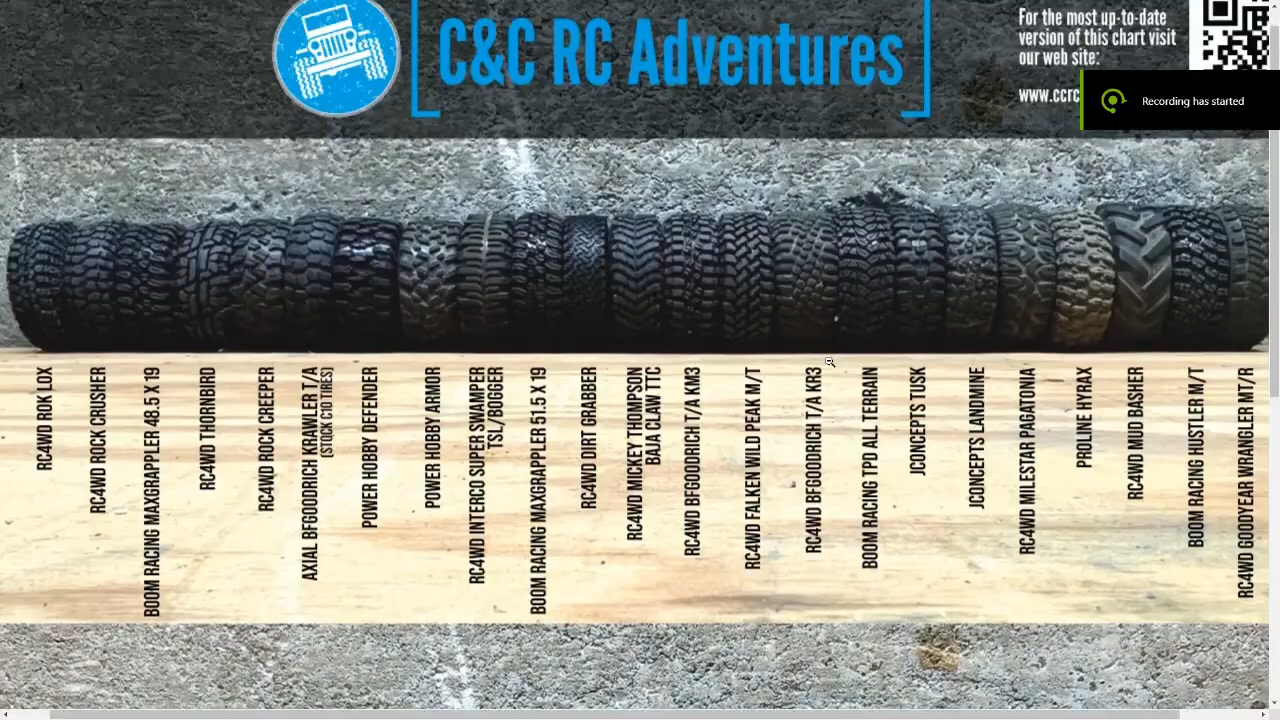 C&C RC Adventures
For the most up-to-date
version of this chart visit
our web site:
www.ccrc
Recording has started
RC4WD ROK LOX
RC4WD ROCK CRUSHER
BOOM RACING MAXGRAPPLER 48.5 X 19
RC4WD THORNBIRD
RC4WD ROCK CREEPER
AXIAL BFGOODRICH KRAWLER T/A
(STOCK C10 TIRES)
POWER HOBBY DEFENDER
POWER HOBBY ARMOR
RC4WD INTERCO SUPER SWAMPER
TSL/BOGGER
BOOM RACING MAXGRAPPLER 51.5 X 19
RC4WD DIRT GRABBER
RC4WD MICKEY THOMPSON
BAJA CLAW TTC
RC4WD BFGOODRICH T/A KM3
RC4WD FALKEN WILD PEAK M/T
RC4WD BFGOODRICH T/A KR3
BOOM RACING TPD ALL TERRAIN
JCONCEPTS TUSK
JCONCEPTS LANDMINE
RC4WD MILESTAR PAGATONIA
PROLINE HYRAX
RC4WD MUD BASHER
BOOM RACING HUSTLER M/T
RC4WD GOODYEAR WRANGLER MT/R